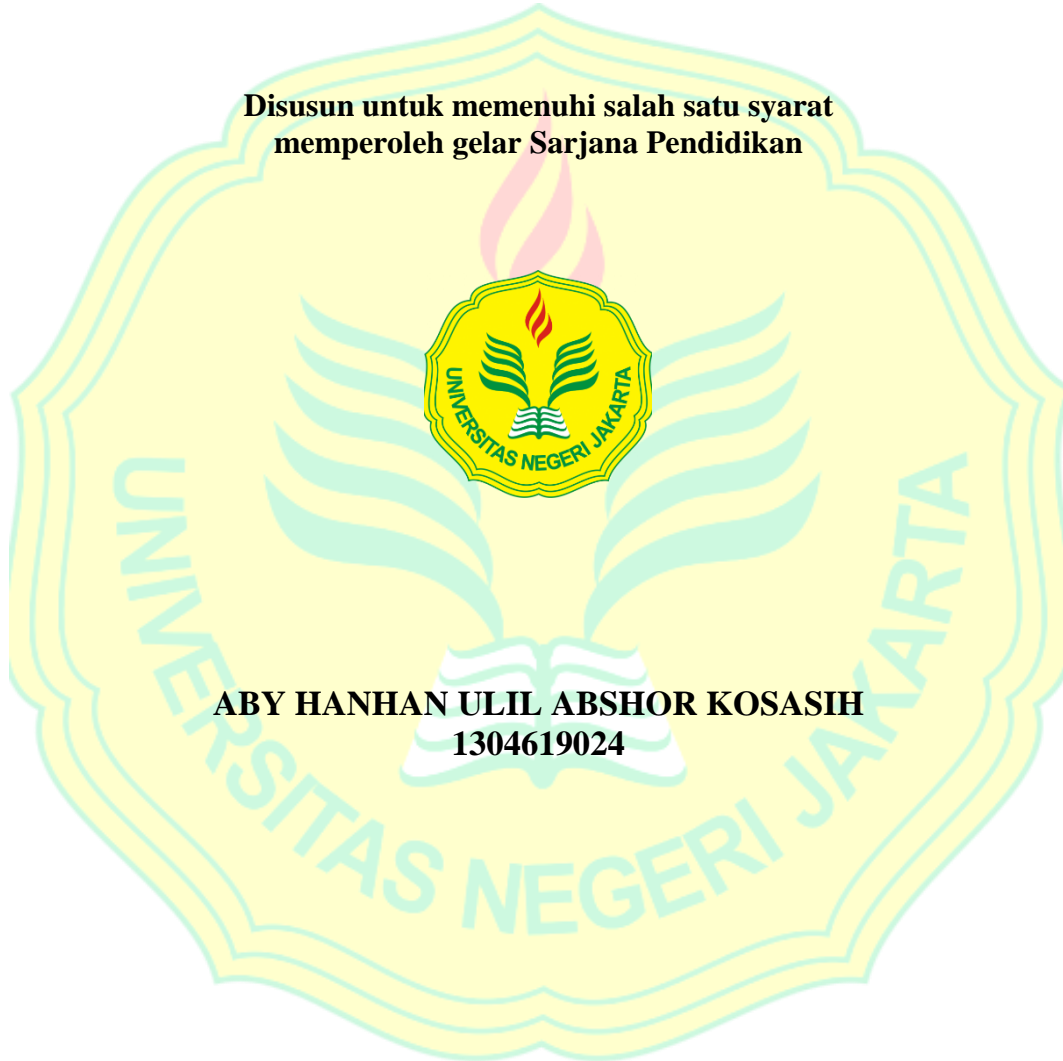 Disusun untuk memenuhi salah satu syarat
memperoleh gelar Sarjana Pendidikan
UNIVERSITAS NEGERI JAKARTA
ABY HANHAN ULIL ABSHOR KOSASIH
1304619024
UNIVERSITAS NEGERI JAKARTA